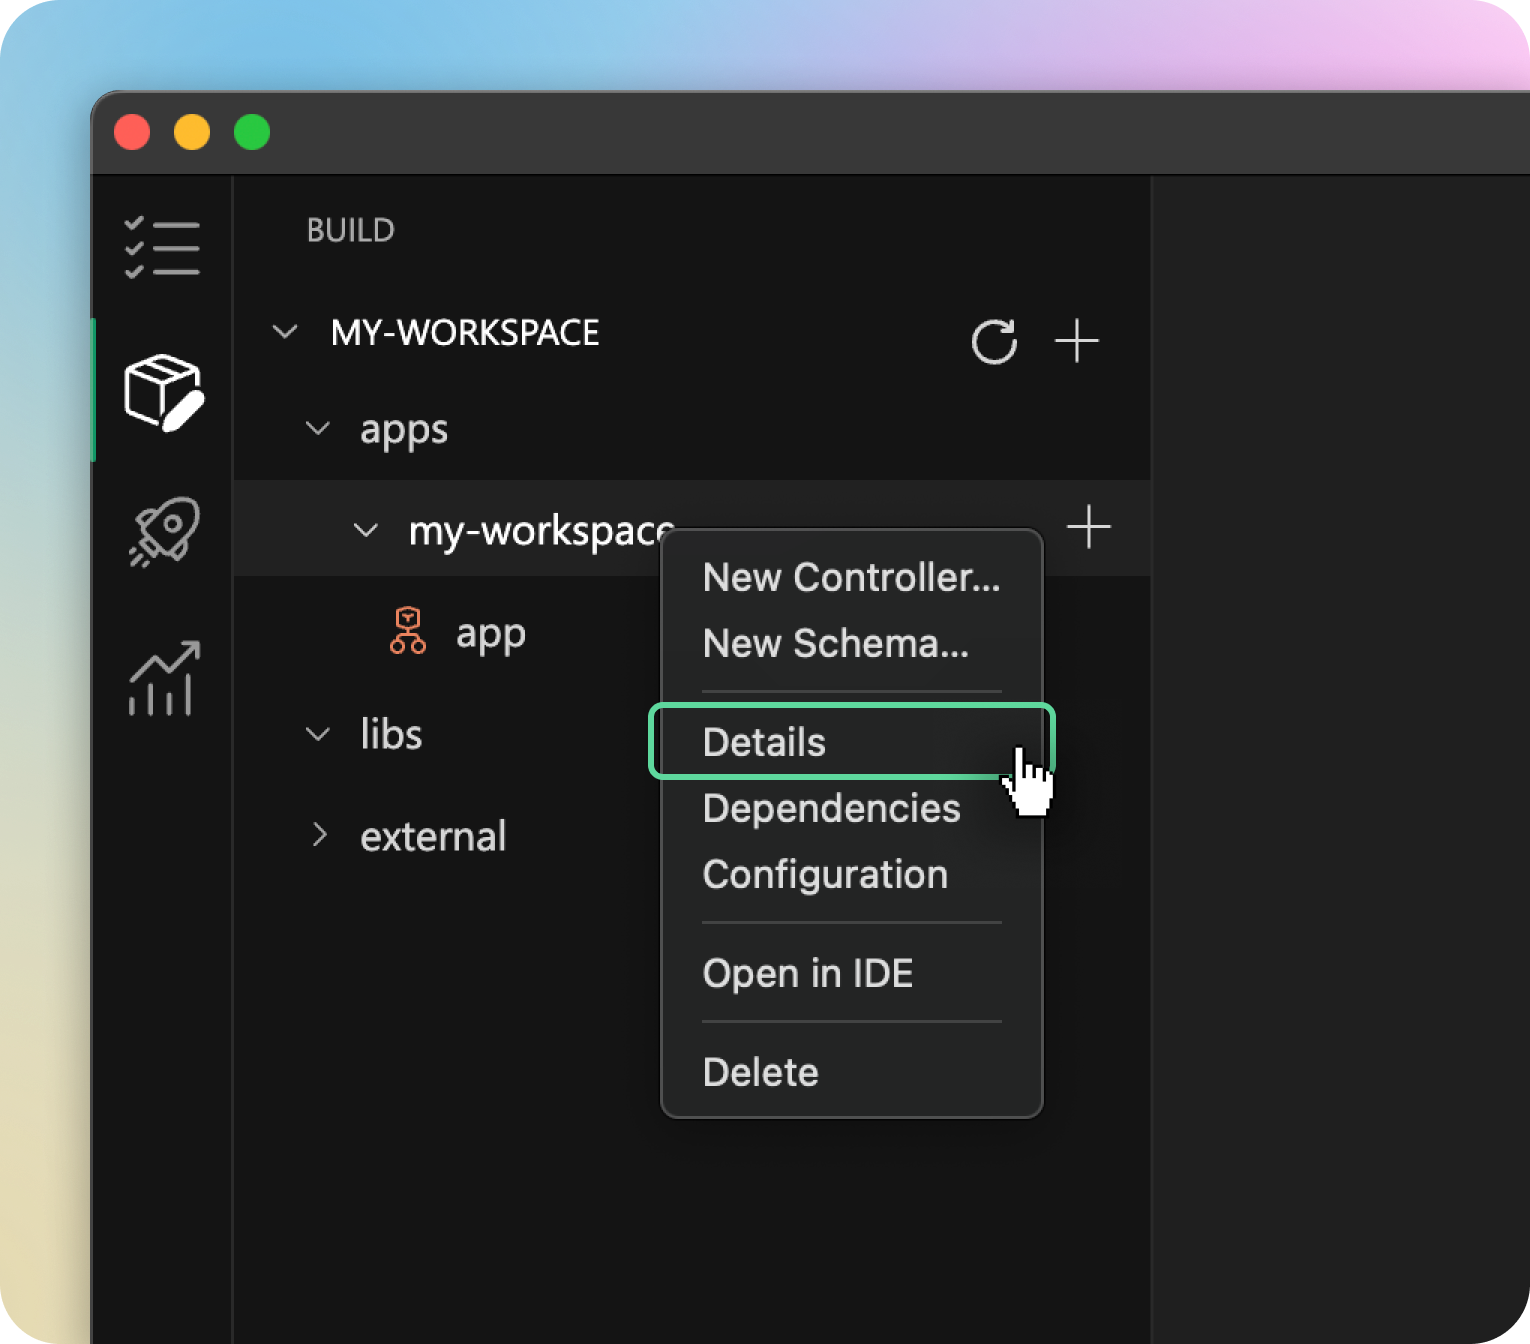 BUILD
MY-WORKSPACE
apps
my-workspace
New Controller...
New Schema...
app
Details
libs
Dependencies
external
Configuration
Open in IDE
Delete